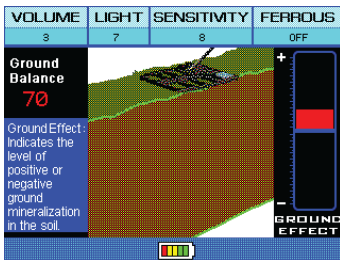 VOLUME LIGHT SENSITIVITY FERROUS
3 7 8 OFF
Ground
Balance
70
Ground Effect:
Indicates the
level of
positive or
negative
ground
mineralization
in the soil.
+
−
GROUND
EFFECT